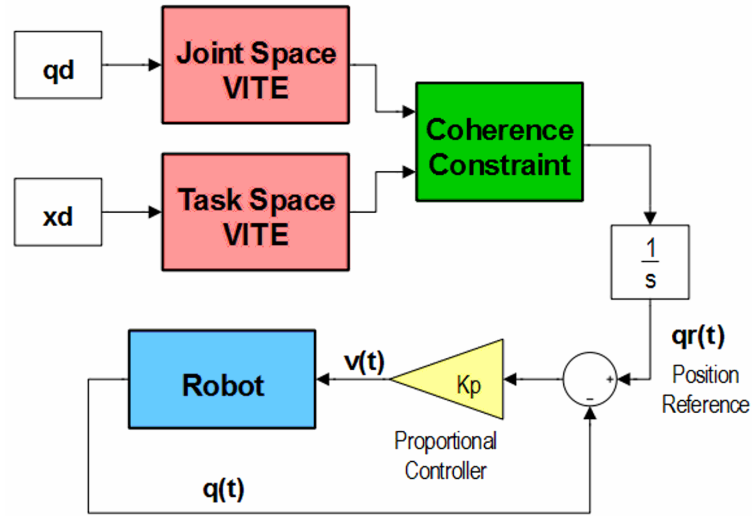 qd
Joint Space
VITE
Coherence
Constraint
xd
Task Space
VITE
1
s
qr(t)
Position
Reference
+
-
Kp
v(t)
Robot
Proportional
Controller
q(t)